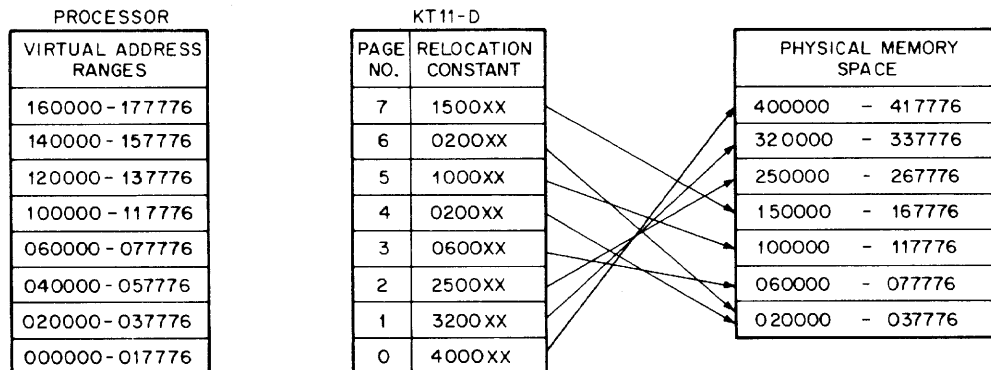 PROCESSOR
VIRTUAL ADDRESS
RANGES
160000-177776
140000-157776
120000-137776
100000-117776
060000-077776
040000-057776
020000-037776
000000-017776
KT11-D
PAGE NO. RELOCATION CONSTANT
7 1500XX
6 0200XX
5 1000XX
4 0200XX
3 0600XX
2 2500XX
1 3200XX
0 4000XX
PHYSICAL MEMORY
SPACE
400000 - 417776
320000 - 337776
250000 - 267776
150000 - 167776
100000 - 117776
060000 - 077776
020000 - 037776